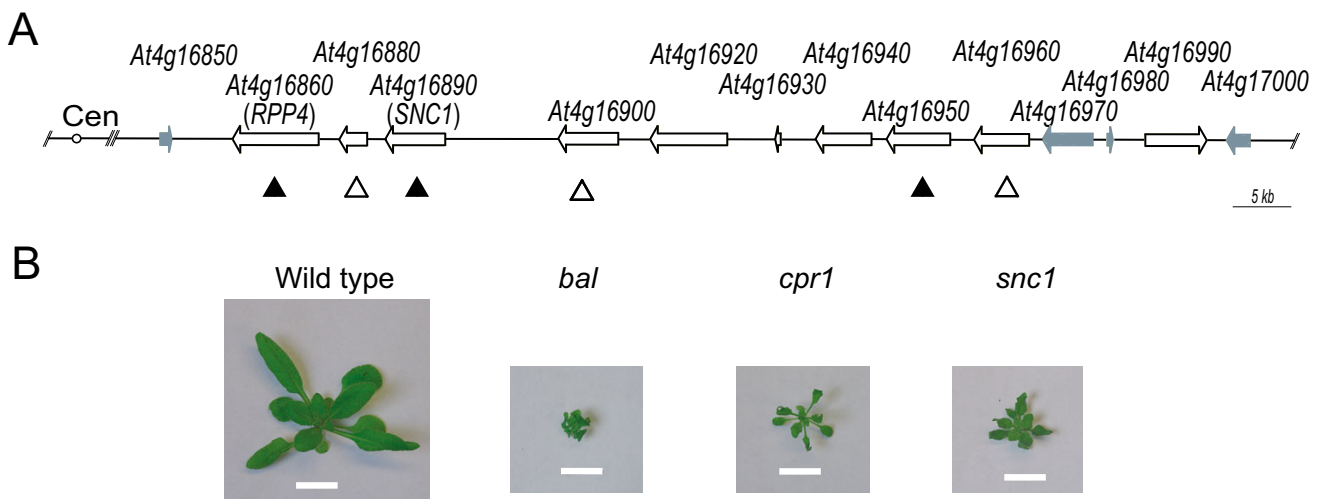 A
At4g16850
At4g16880
At4g16920
At4g16940
At4g16960
At4g16990
At4g16860
At4g16890
At4g16930
At4g16980
At4g17000
Cen
(RPP4)
(SNC1)
At4g16900
At4g16950
At4g16970
5 kb
B
Wild type
bal
cpr1
snc1